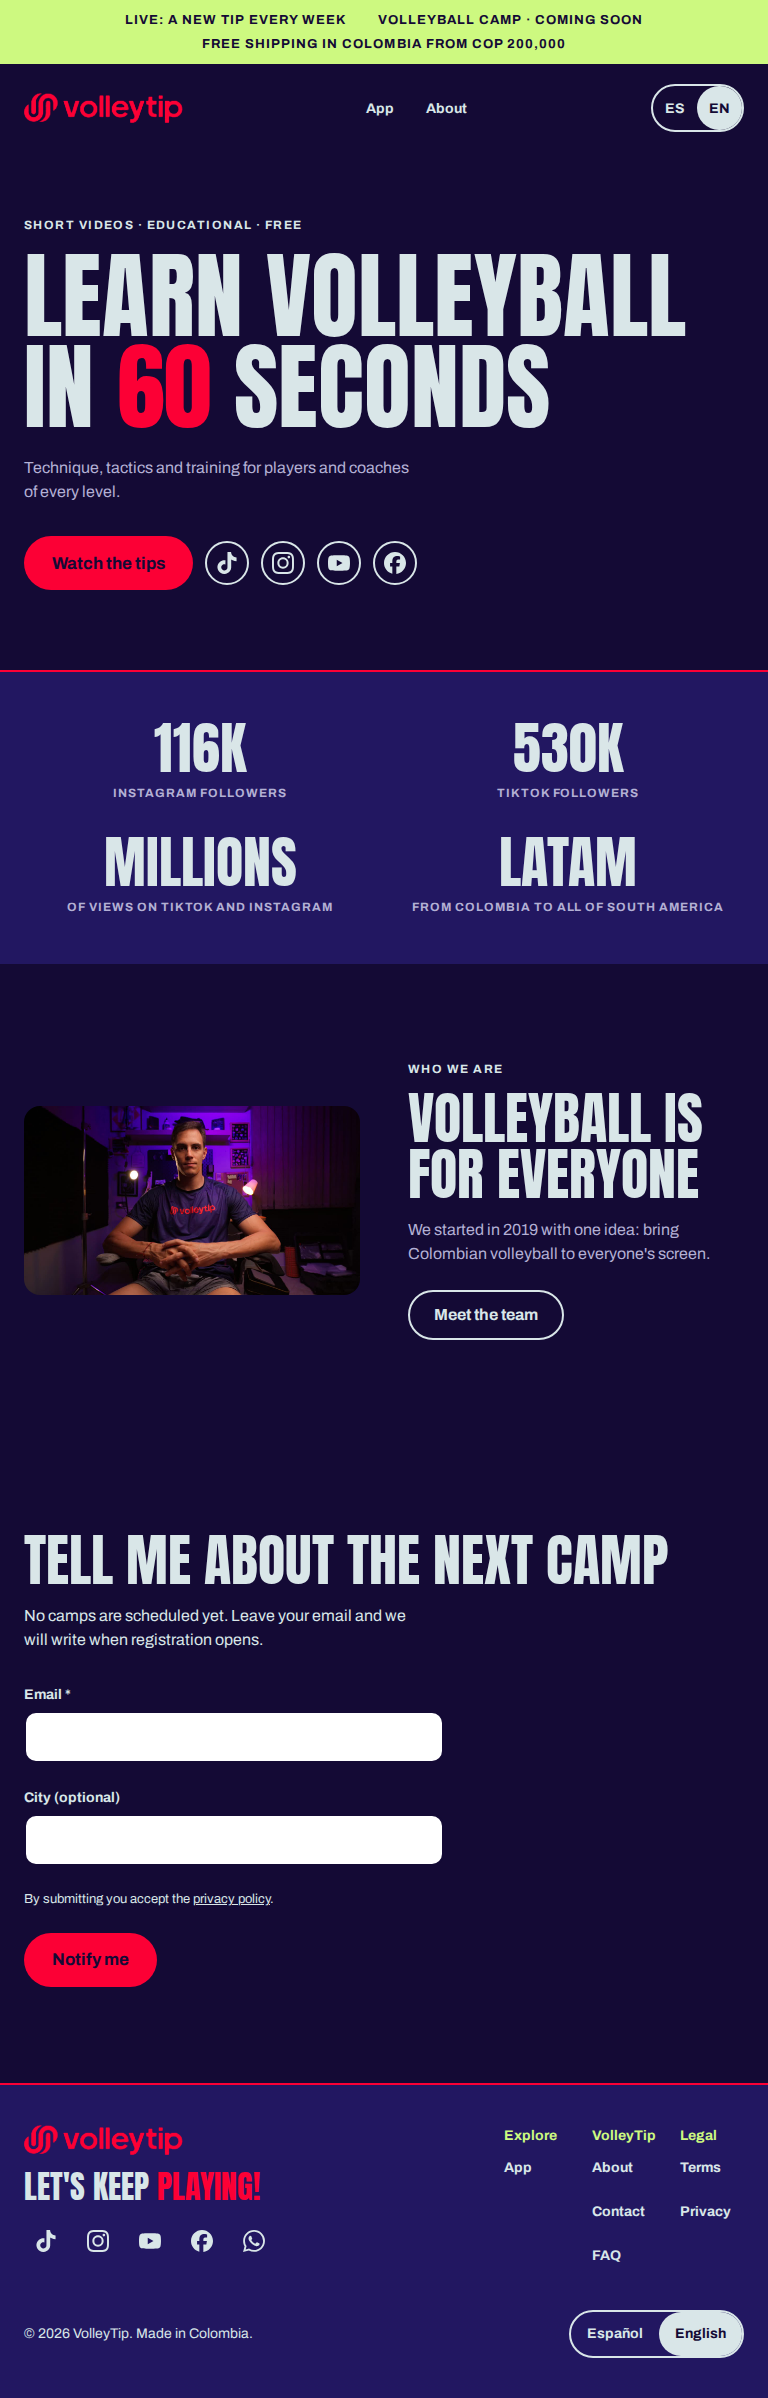 LIVE: A NEW TIP EVERY WEEK VOLLEYBALL CAMP · COMING SOON
FREE SHIPPING IN COLOMBIA FROM COP 200,000
volleytip
App About
ES EN
SHORT VIDEOS · EDUCATIONAL · FREE
LEARN VOLLEYBALL
IN 60 SECONDS
Technique, tactics and training for players and coaches
of every level.
Watch the tips
116K
INSTAGRAM FOLLOWERS
530K
TIKTOK FOLLOWERS
MILLIONS
OF VIEWS ON TIKTOK AND INSTAGRAM
LATAM
FROM COLOMBIA TO ALL OF SOUTH AMERICA
volleytip
WHO WE ARE
VOLLEYBALL IS
FOR EVERYONE
We started in 2019 with one idea: bring
Colombian volleyball to everyone's screen.
Meet the team
TELL ME ABOUT THE NEXT CAMP
No camps are scheduled yet. Leave your email and we
will write when registration opens.
Email *
City (optional)
By submitting you accept the privacy policy.
Notify me
volleytip
LET'S KEEP PLAYING!
Explore
App
VolleyTip
About
Contact
FAQ
Legal
Terms
Privacy
© 2026 VolleyTip. Made in Colombia.
Español English